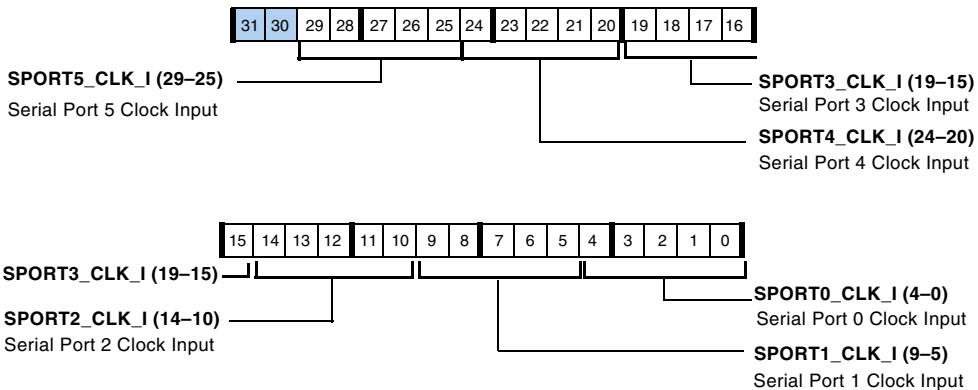 31 30 29 28 27 26 25 24 23 22 21 20 19 18 17 16
SPORT5_CLK_I (29–25)
Serial Port 5 Clock Input
SPORT3_CLK_I (19–15)
Serial Port 3 Clock Input
SPORT4_CLK_I (24–20)
Serial Port 4 Clock Input
15 14 13 12 11 10 9 8 7 6 5 4 3 2 1 0
SPORT3_CLK_I (19–15)
SPORT2_CLK_I (14–10)
Serial Port 2 Clock Input
SPORT0_CLK_I (4–0)
Serial Port 0 Clock Input
SPORT1_CLK_I (9–5)
Serial Port 1 Clock Input